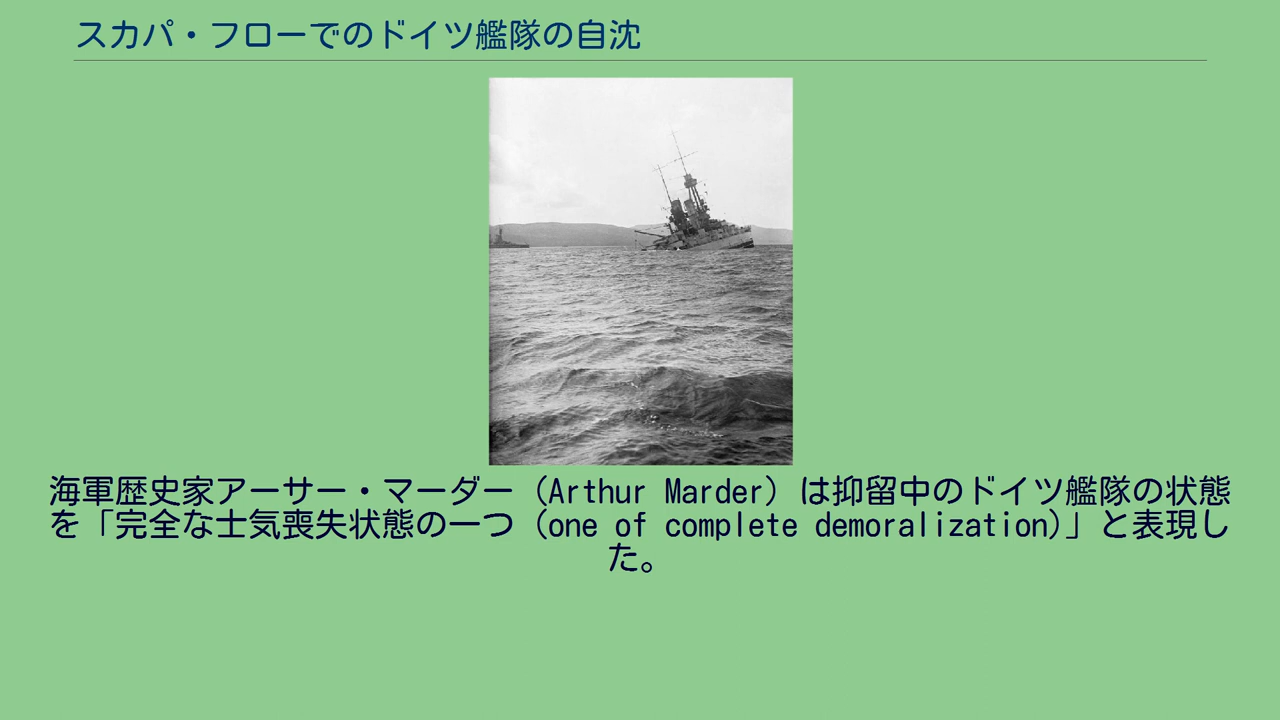 スカパ・フローでのドイツ艦隊の自沈
海軍歴史家アーサー・マーダー（Arthur Marder）は抑留中のドイツ艦隊の状態
を「完全な士気喪失状態の一つ（one of complete demoralization)」と表現し
た。